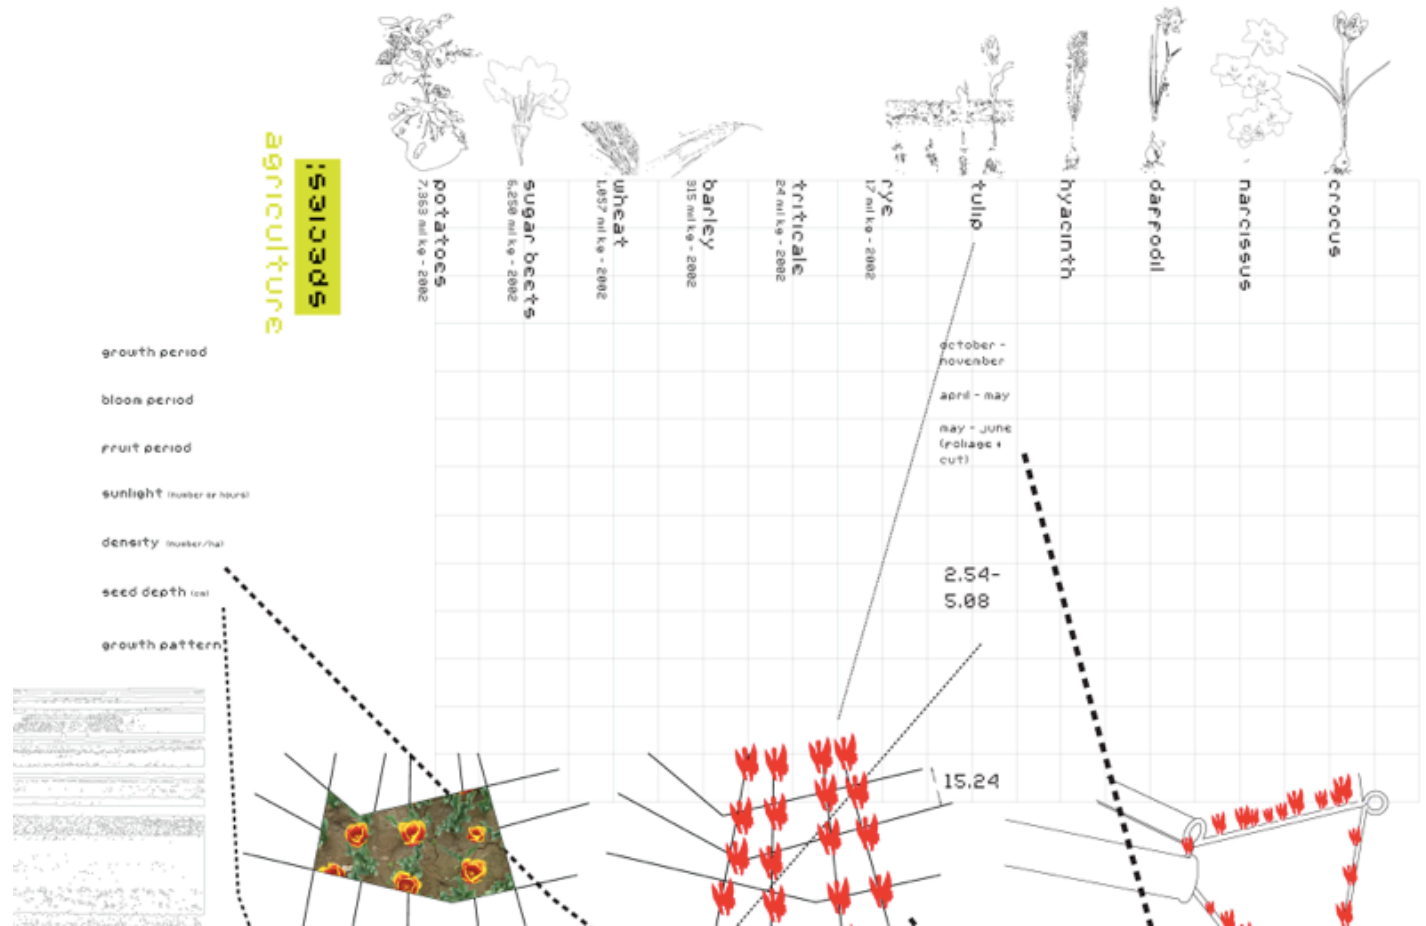 agriculture
species:
potatoes
7,363 mil kg - 2002
sugar beets
6,250 mil kg - 2002
wheat
1,057 mil kg - 2002
barley
315 mil kg - 2002
triticale
24 mil kg - 2002
rye
17 mil kg - 2002
tulip
hyacinth
daffodil
narcissus
crocus
growth period
bloom period
fruit period
sunlight (number of hours)
density (number/ha)
seed depth (cm)
growth pattern
october -
november
april - may
may - june
(foliage +
cut)
2.54-
5.08
15.24